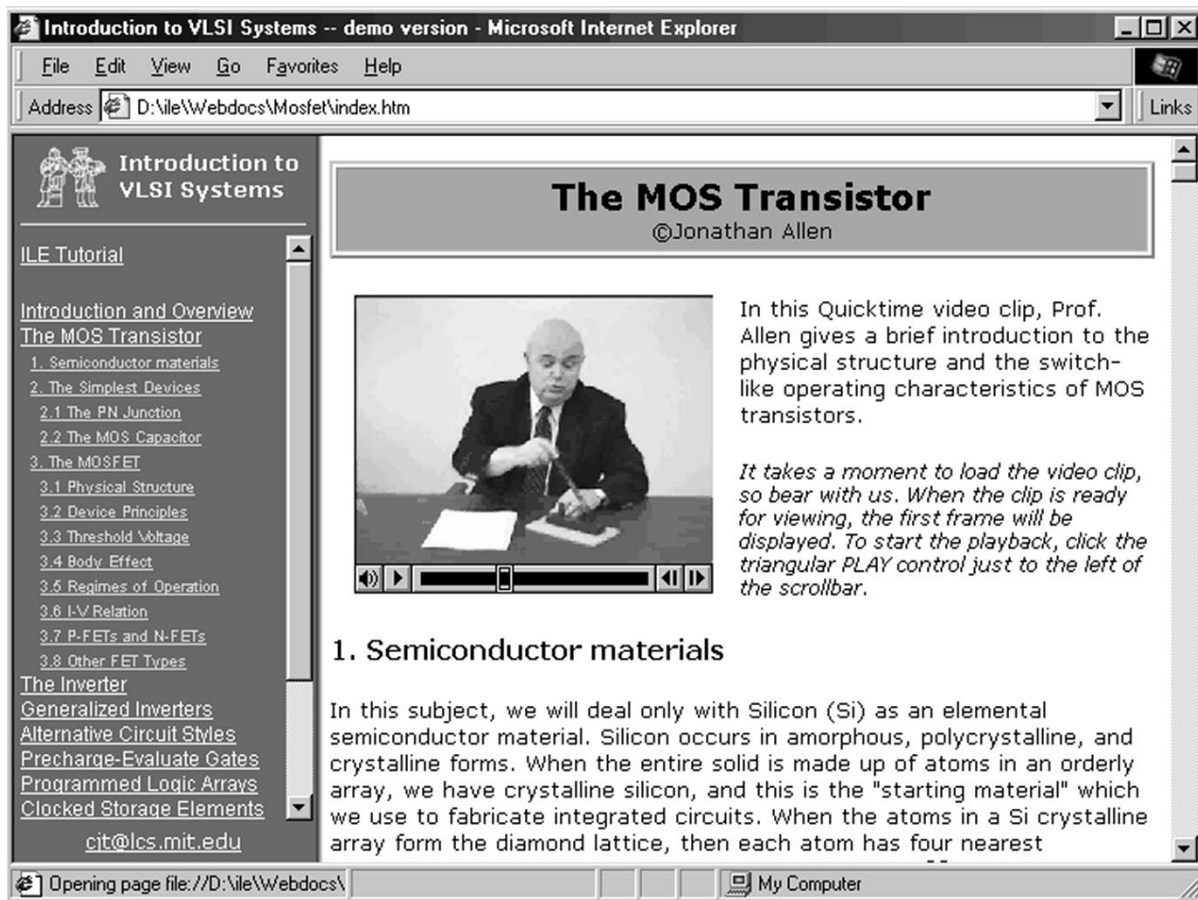 Introduction to VLSI Systems -- demo version - Microsoft Internet Explorer
File Edit View Go Favorites Help
Address D:\ile\Webdocs\Mosfet\index.htm Links
Introduction to
VLSI Systems
ILE Tutorial
Introduction and Overview
The MOS Transistor
1. Semiconductor materials
2. The Simplest Devices
2.1 The PN Junction
2.2 The MOS Capacitor
3. The MOSFET
3.1 Physical Structure
3.2 Device Principles
3.3 Threshold Voltage
3.4 Body Effect
3.5 Regimes of Operation
3.6 I-V Relation
3.7 P-FETs and N-FETs
3.8 Other FET Types
The Inverter
Generalized Inverters
Alternative Circuit Styles
Precharge-Evaluate Gates
Programmed Logic Arrays
Clocked Storage Elements
cjt@lcs.mit.edu
The MOS Transistor
©Jonathan Allen
In this Quicktime video clip, Prof.
Allen gives a brief introduction to the
physical structure and the switch-
like operating characteristics of MOS
transistors.
It takes a moment to load the video clip,
so bear with us. When the clip is ready
for viewing, the first frame will be
displayed. To start the playback, click the
triangular PLAY control just to the left of
the scrollbar.
1. Semiconductor materials
In this subject, we will deal only with Silicon (Si) as an elemental
semiconductor material. Silicon occurs in amorphous, polycrystalline, and
crystalline forms. When the entire solid is made up of atoms in an orderly
array, we have crystalline silicon, and this is the "starting material" which
we use to fabricate integrated circuits. When the atoms in a Si crystalline
array form the diamond lattice, then each atom has four nearest
Opening page file://D:\ile\Webdocs\ My Computer